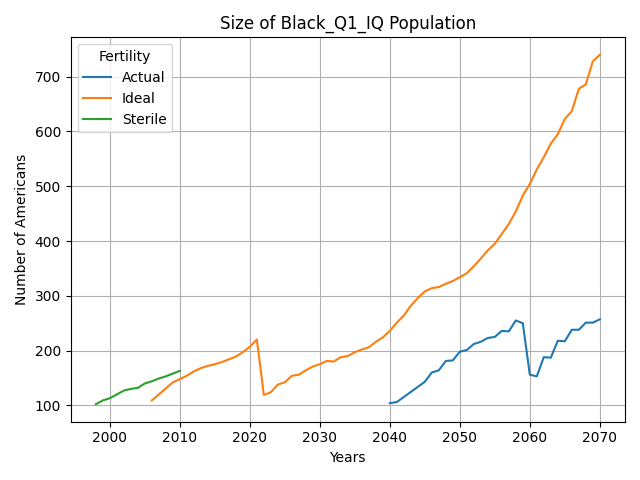 Size of Black_Q1_IQ Population
Fertility
Actual
Ideal
Sterile
Number of Americans
700
600
500
400
300
200
100
2000 2010 2020 2030 2040 2050 2060 2070
Years